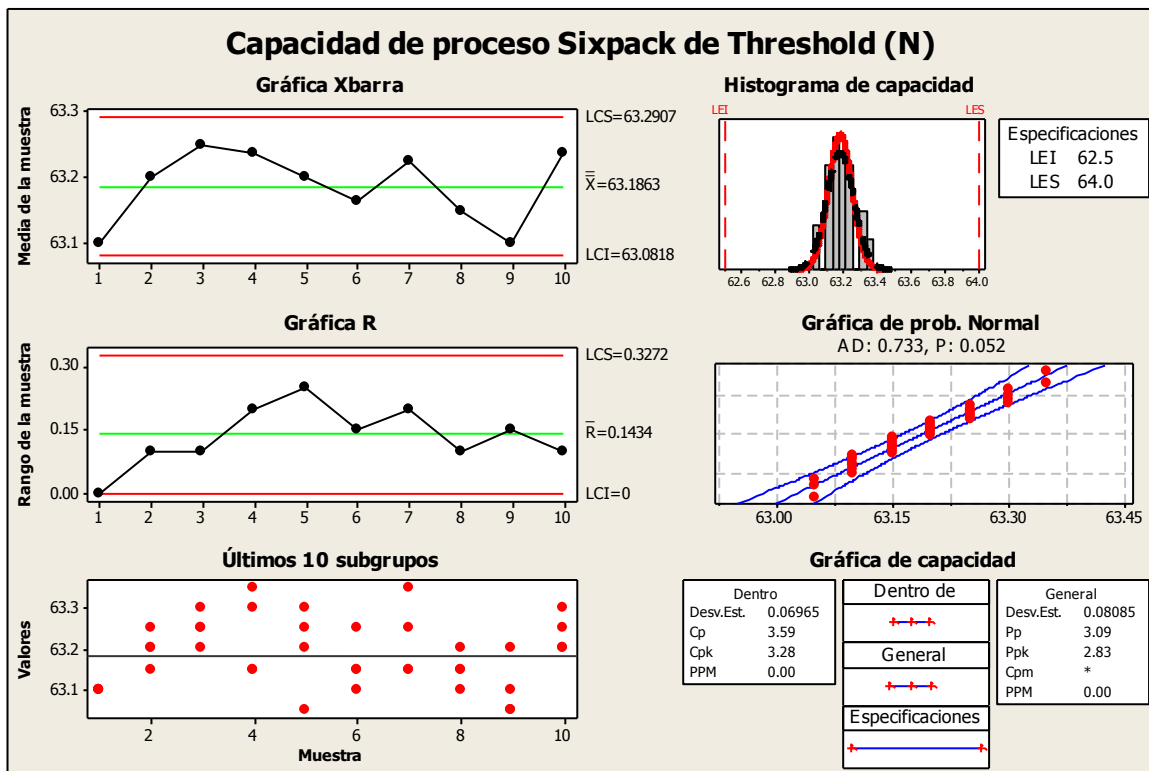 Capacidad de proceso Sixpack de Threshold (N)
Gráfica Xbarra
Media de la muestra
63.3
63.2
63.1
1 2 3 4 5 6 7 8 9 10
LCS=63.2907
X=63.1863
LCI=63.0818
Histograma de capacidad
LEI LES
62.6 62.8 63.0 63.2 63.4 63.6 63.8 64.0
Especificaciones
LEI 62.5
LES 64.0
Gráfica R
Rango de la muestra
0.30
0.15
0.00
1 2 3 4 5 6 7 8 9 10
LCS=0.3272
R=0.1434
LCI=0
Gráfica de prob. Normal
AD: 0.733, P: 0.052
63.00 63.15 63.30 63.45
Últimos 10 subgrupos
Valores
63.3
63.2
63.1
2 4 6 8 10
Muestra
Gráfica de capacidad
Dentro
Desv.Est. 0.06965
Cp 3.59
Cpk 3.28
PPM 0.00
Dentro de
General
Especificaciones
General
Desv.Est. 0.08085
Pp 3.09
Ppk 2.83
Cpm *
PPM 0.00